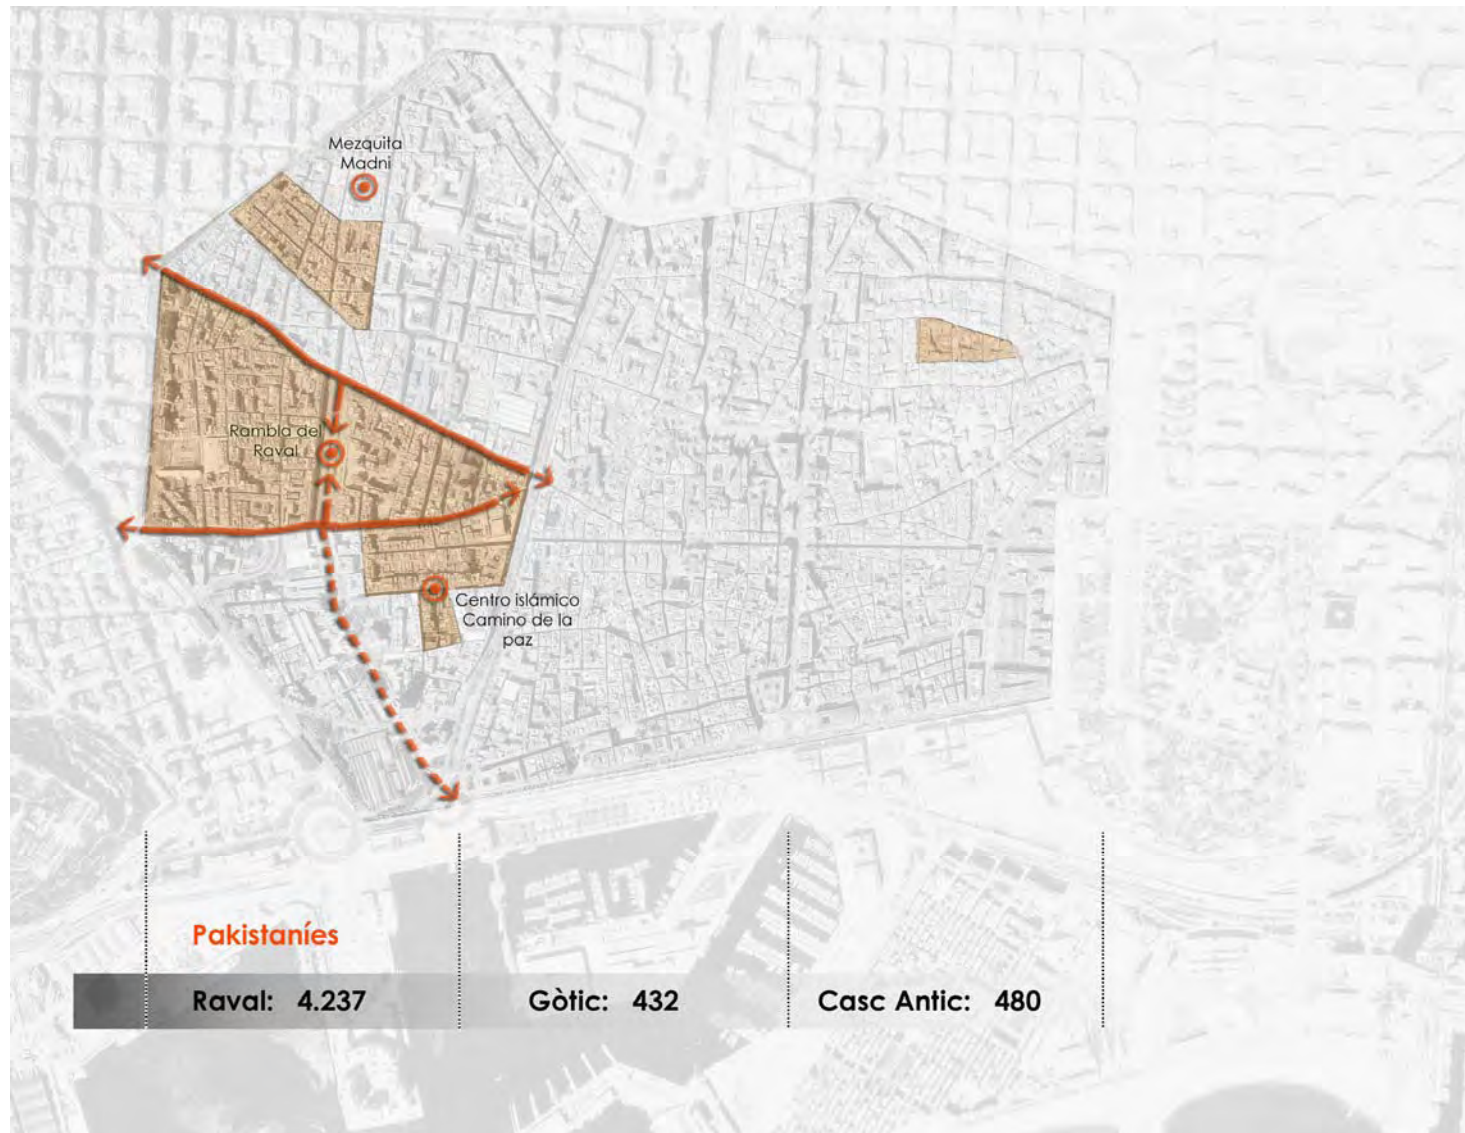 Mezquita
Madni
Rambla del
Raval
Centro islámico
Camino de la
paz
Pakistaníes
Raval: 4.237
Gòtic: 432
Casc Antic: 480